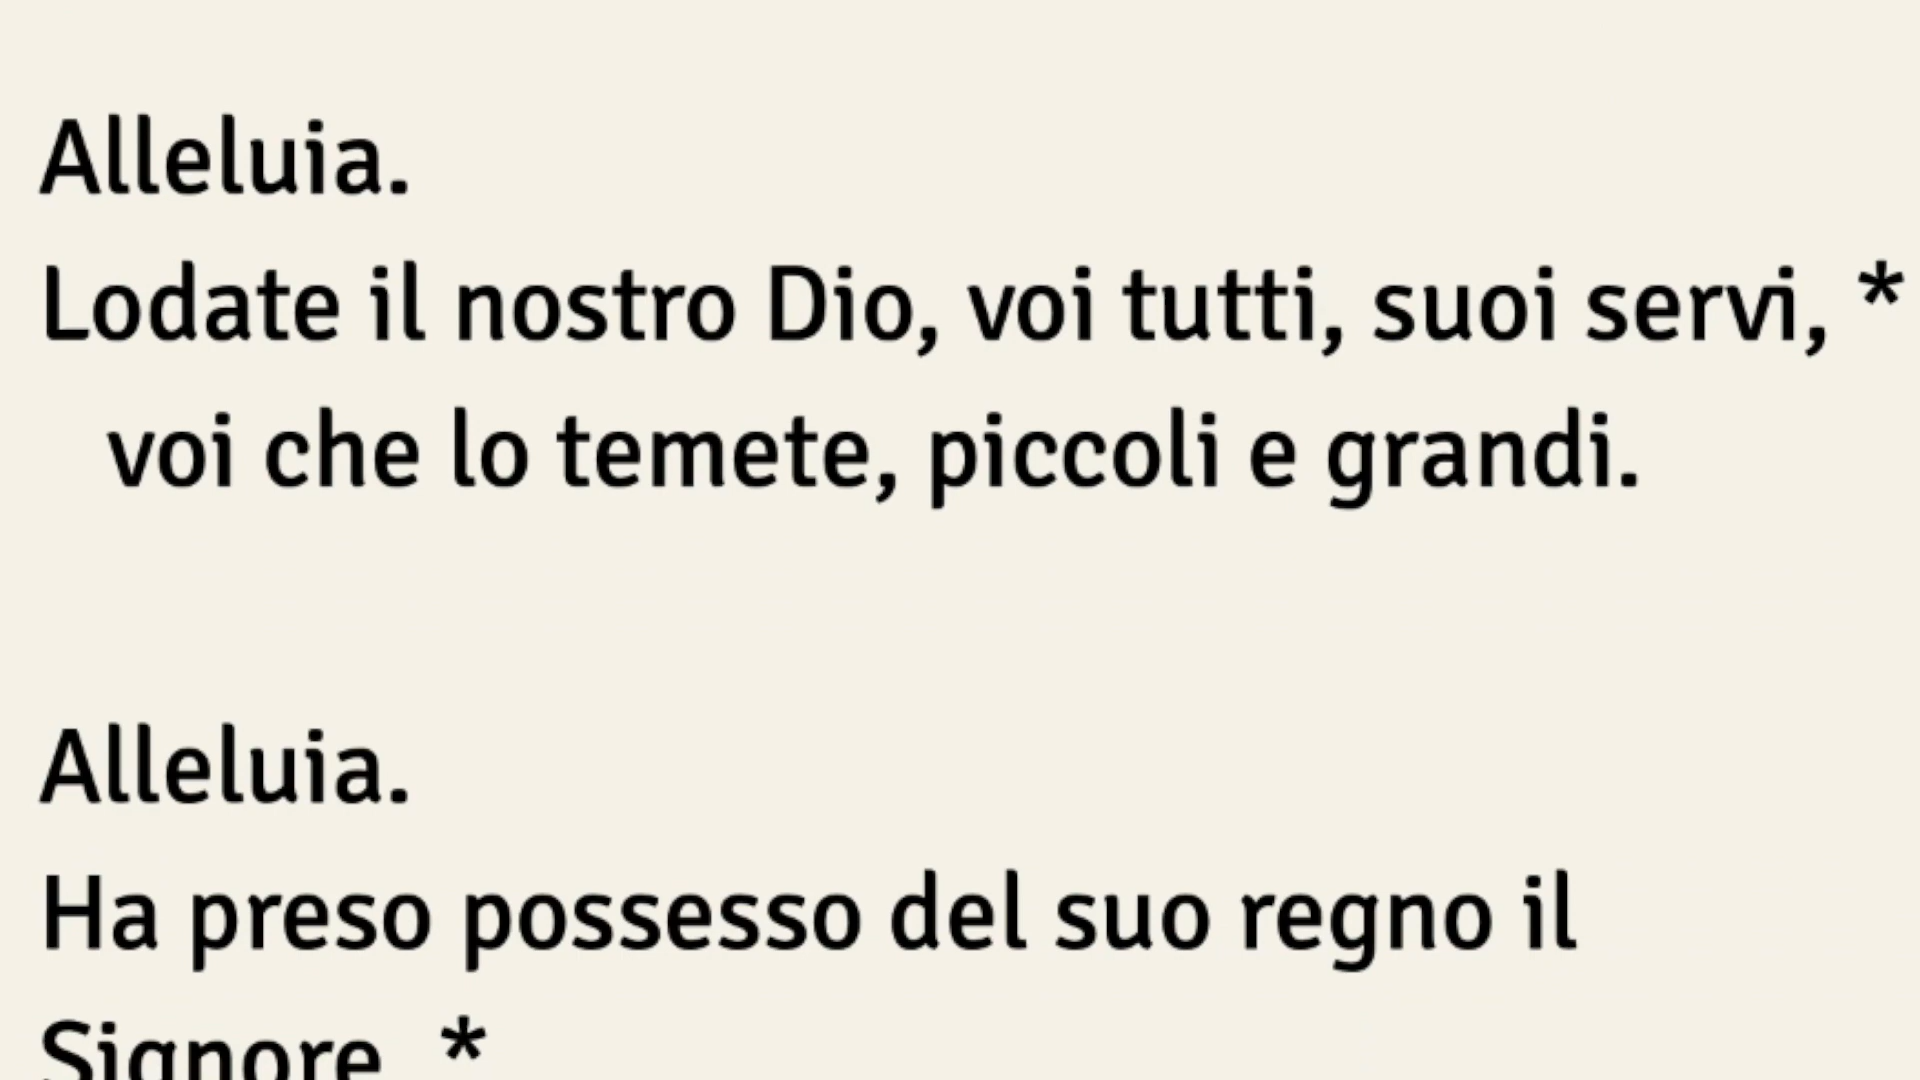 Alleluia.
Lodate il nostro Dio, voi tutti, suoi servi, *
voi che lo temete, piccoli e grandi.
Alleluia.
Ha preso possesso del suo regno il
Signore *